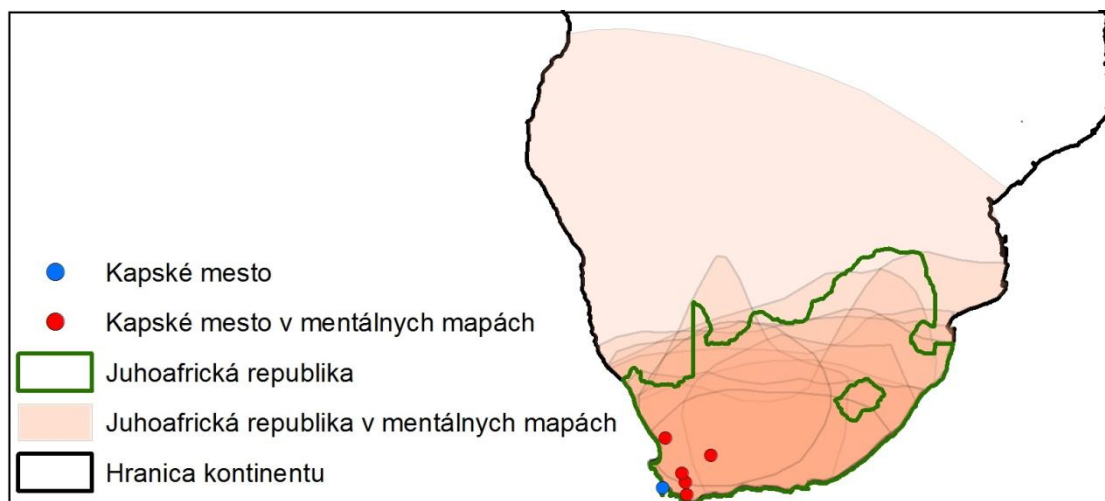 Kapské mesto
Kapské mesto v mentálnych mapách
Juhoafrická republika
Juhoafrická republika v mentálnych mapách
Hranica kontinentu